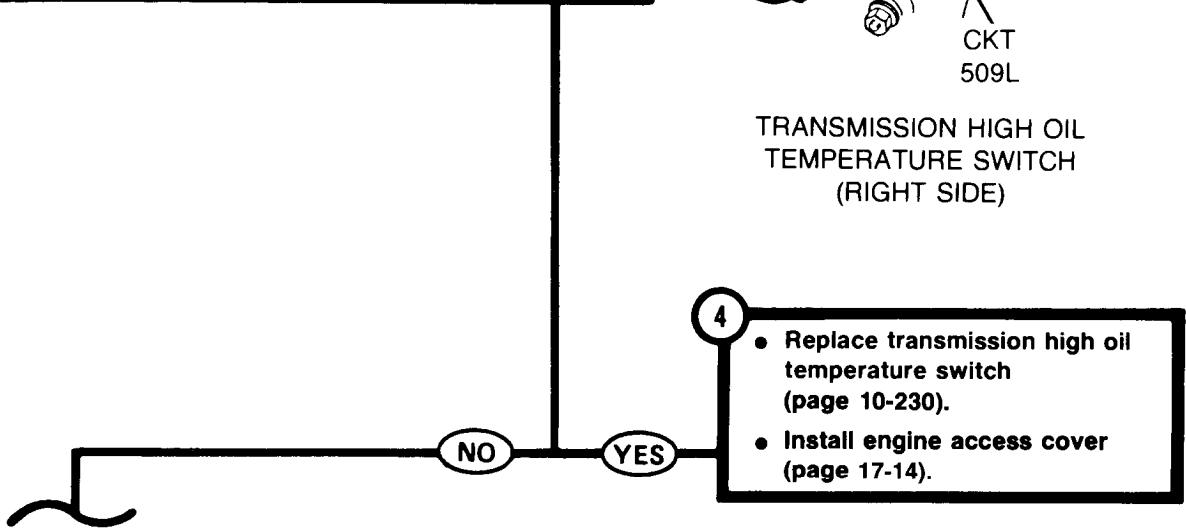 CKT
509L
TRANSMISSION HIGH OIL
TEMPERATURE SWITCH
(RIGHT SIDE)
4
● Replace transmission high oil
temperature switch
(page 10-230).
● Install engine access cover
(page 17-14).
NO
YES